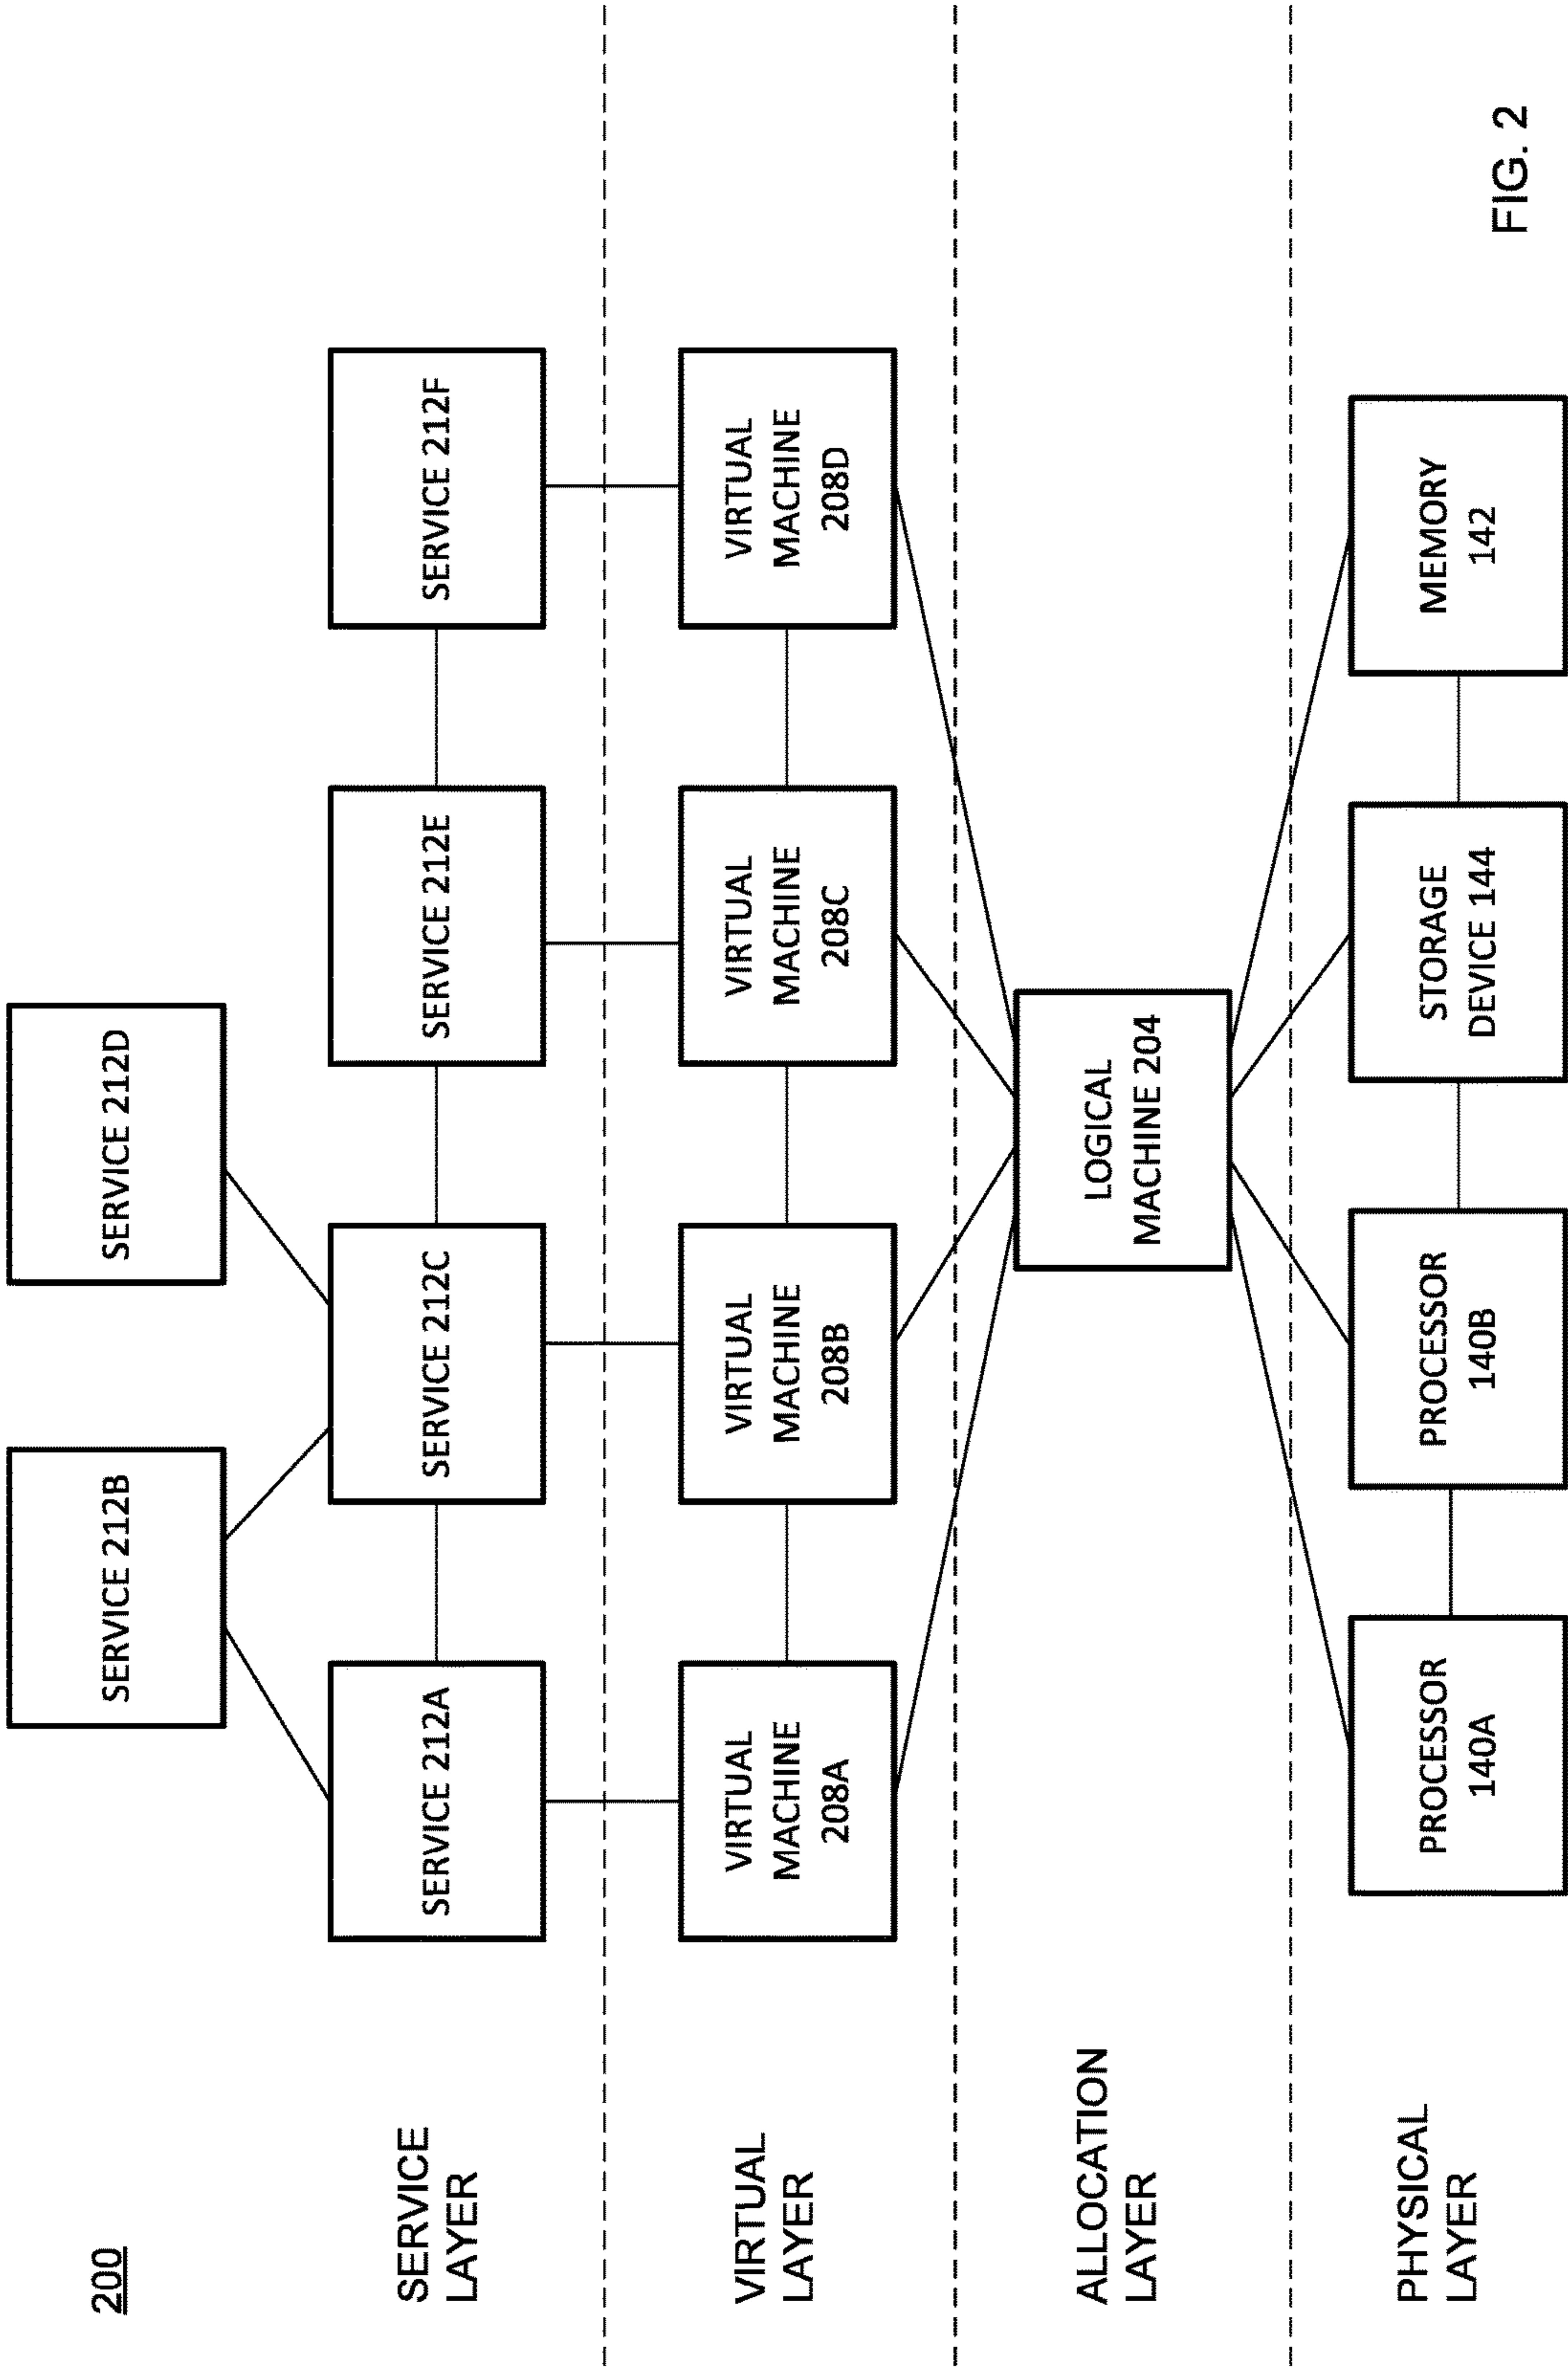 200
SERVICE 212B
SERVICE 212D
SERVICE
LAYER
SERVICE 212A
SERVICE 212C
SERVICE 212E
SERVICE 212F
VIRTUAL
LAYER
VIRTUAL
MACHINE
208A
VIRTUAL
MACHINE
208B
VIRTUAL
MACHINE
208C
VIRTUAL
MACHINE
208D
ALLOCATION
LAYER
LOGICAL
MACHINE 204
PHYSICAL
LAYER
PROCESSOR
140A
PROCESSOR
140B
STORAGE
DEVICE 144
MEMORY
142
FIG. 2